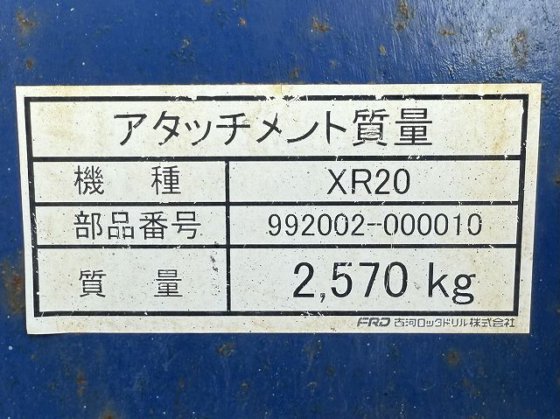 アタッチメント質量
機種 XR20
部品番号 992002-000010
質量 2,570 kg
FRD 古河ロックドリル株式会社